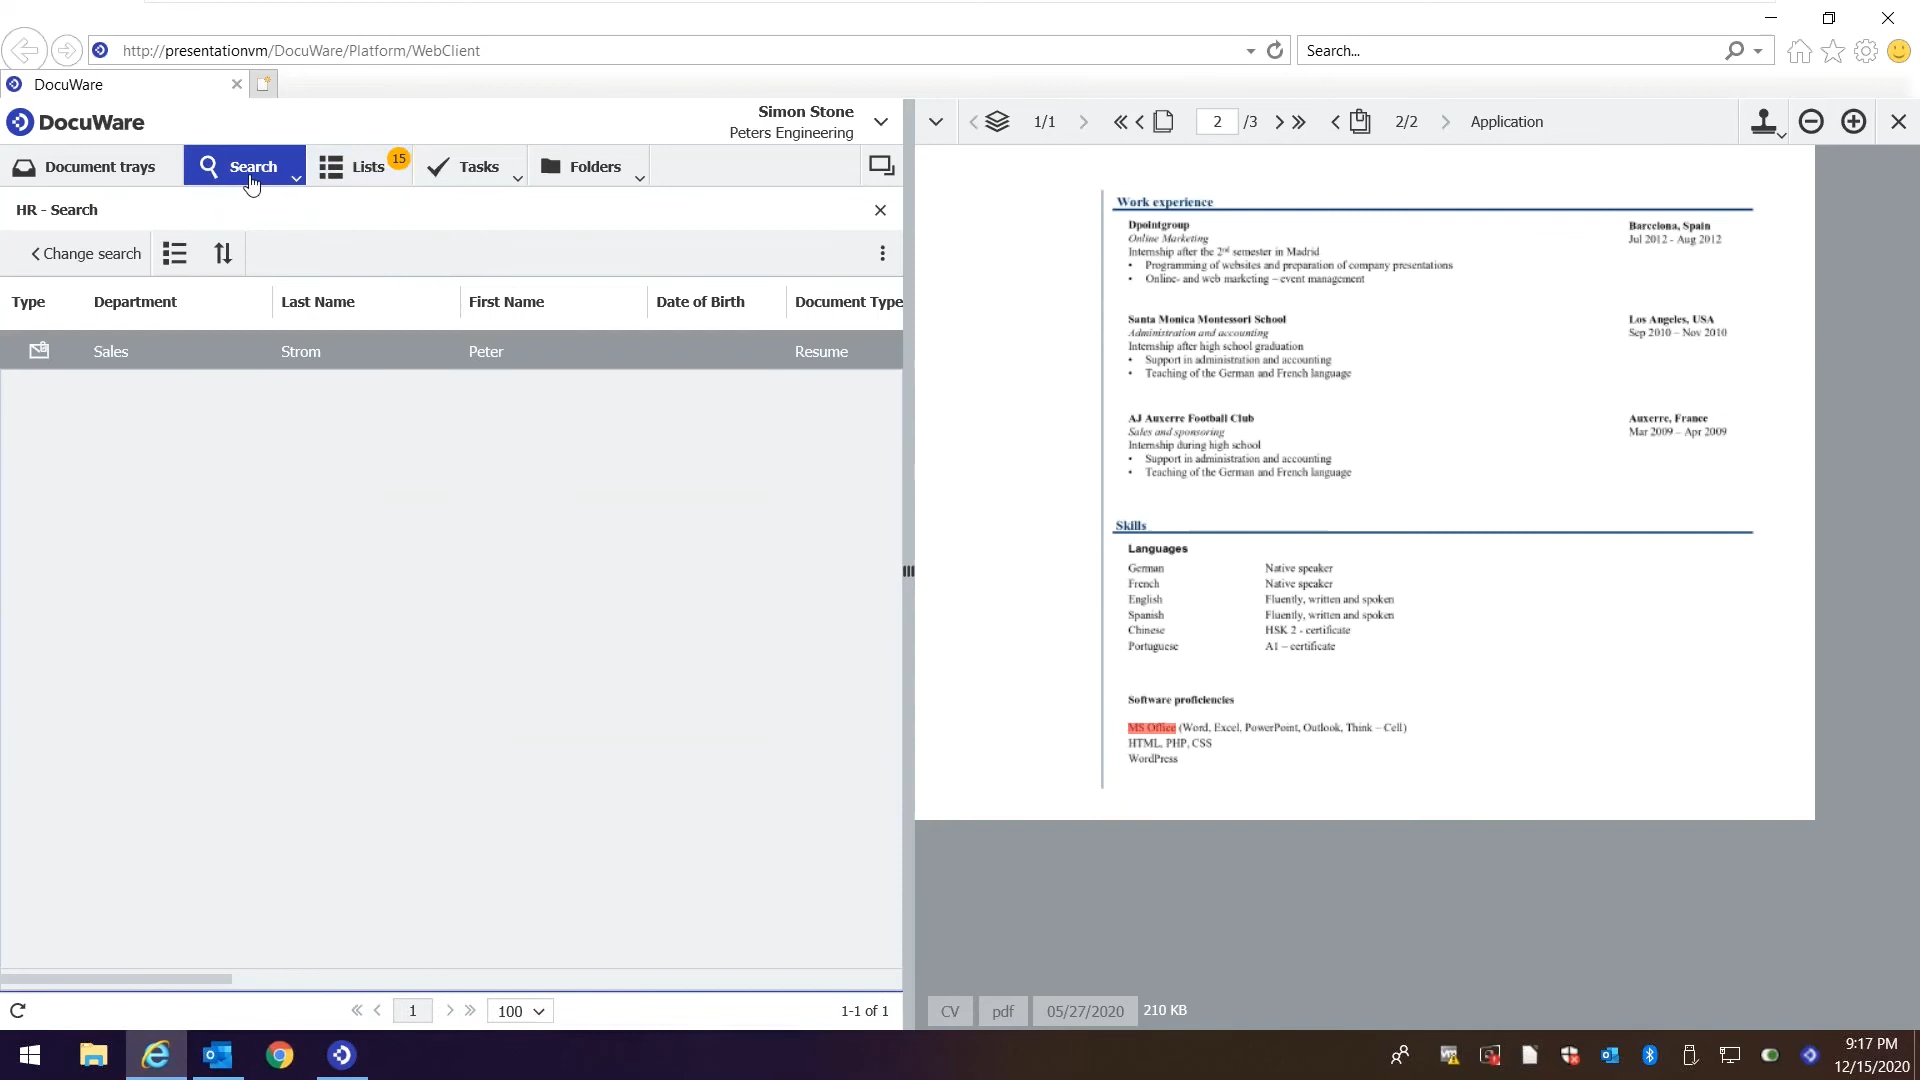 http://presentationvm/DocuWare/Platform/WebClient
Search...
DocuWare
DocuWare
Simon Stone
Peters Engineering
Document trays
Search
Lists
15
Tasks
Folders
HR - Search
Change search
Type
Department
Last Name
First Name
Date of Birth
Document Type
Sales
Strom
Peter
Resume
1
100
1-1 of 1
1/1
2
/3
2/2
Application
Work experience
Dpointgroup
Barcelona, Spain
Online Marketing
Jul 2012 - Aug 2012
Internship after the 2nd semester in Madrid
• Programming of websites and preparation of company presentations
• Online- and web marketing – event management
Santa Monica Montessori School
Los Angeles, USA
Administration and accounting
Sep 2010 – Nov 2010
Internship after high school graduation
• Support in administration and accounting
• Teaching of the German and French language
AJ Auxerre Football Club
Auxerre, France
Sales and sponsoring
Mar 2009 – Apr 2009
Internship during high school
• Support in administration and accounting
• Teaching of the German and French language
Skills
Languages
German Native speaker
French Native speaker
English Fluently, written and spoken
Spanish Fluently, written and spoken
Chinese HSK 2 - certificate
Portuguese A1 – certificate
Software proficiencies
MS Office (Word, Excel, PowerPoint, Outlook, Think – Cell)
HTML, PHP, CSS
WordPress
CV
pdf
05/27/2020
210 KB
9:17 PM
12/15/2020